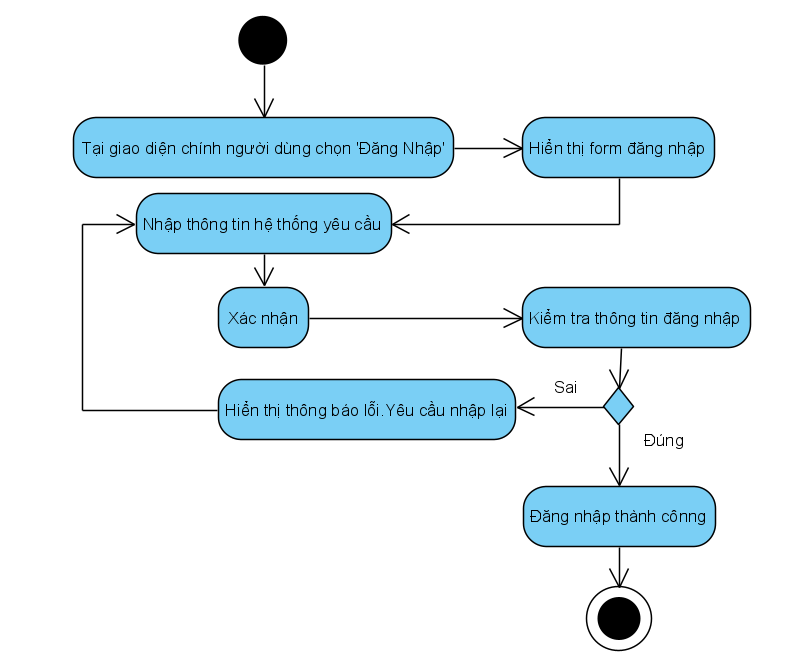 Tại giao diện chính người dùng chọn 'Đăng Nhập'
Hiển thị form đăng nhập
Nhập thông tin hệ thống yêu cầu
Xác nhận
Kiểm tra thông tin đăng nhập
Sai
Hiển thị thông báo lỗi.Yêu cầu nhập lại
Đúng
Đăng nhập thành cônng